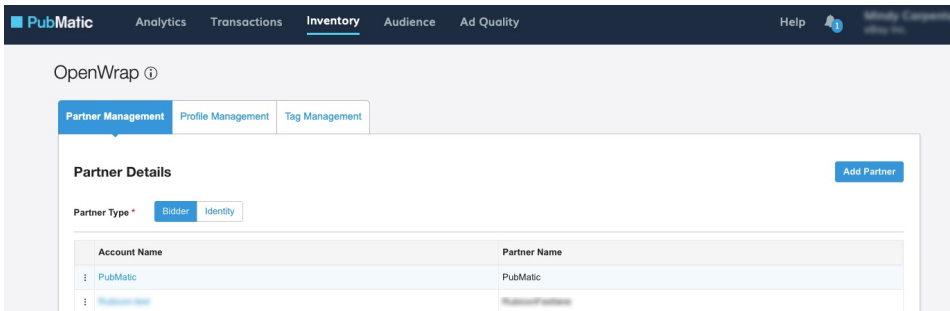 PubMatic Analytics Transactions Inventory Audience Ad Quality Help 1
OpenWrap
Partner Management Profile Management Tag Management
Partner Details Add Partner
Partner Type * Bidder Identity
Account Name Partner Name
PubMatic PubMatic